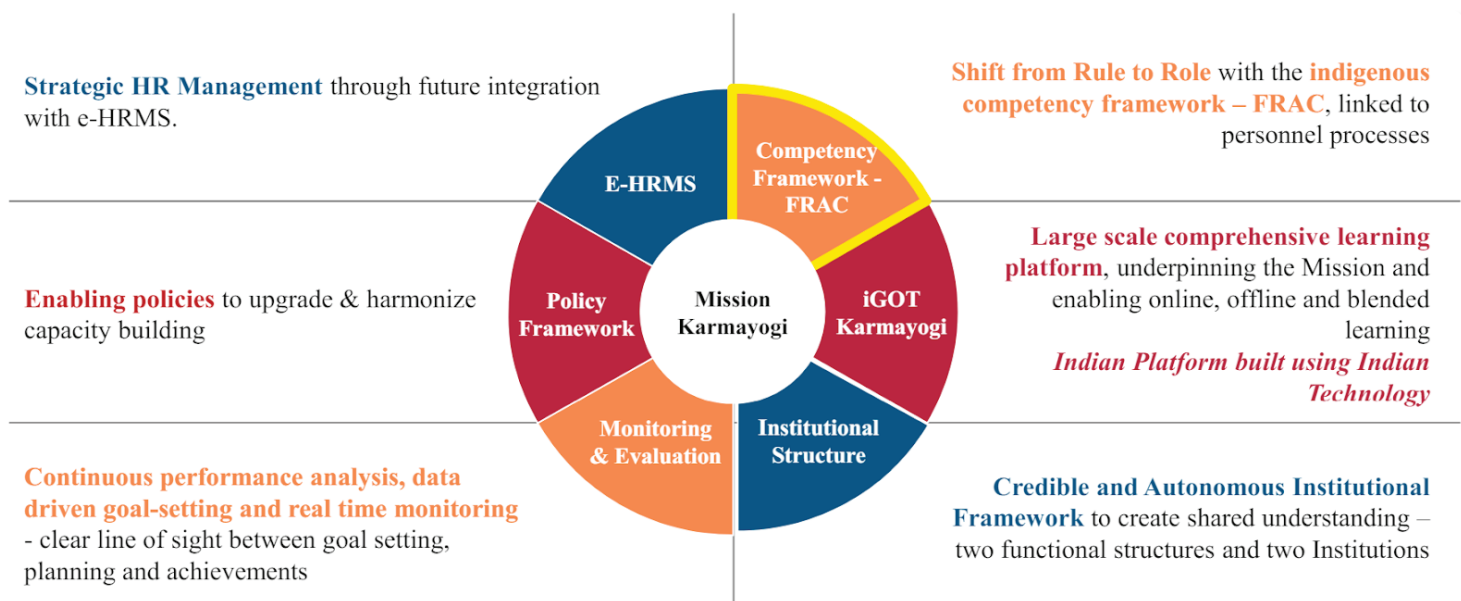 Strategic HR Management through future integration
with e-HRMS.
Shift from Rule to Role with the indigenous
competency framework – FRAC, linked to
personnel processes
E-HRMS
Competency
Framework -
FRAC
Enabling policies to upgrade & harmonize
capacity building
Policy
Framework
Mission
Karmayogi
iGOT
Karmayogi
Large scale comprehensive learning
platform, underpinning the Mission and
enabling online, offline and blended
learning
Indian Platform built using Indian
Technology
Monitoring
& Evaluation
Institutional
Structure
Continuous performance analysis, data
driven goal-setting and real time monitoring
- clear line of sight between goal setting,
planning and achievements
Credible and Autonomous Institutional
Framework to create shared understanding –
two functional structures and two Institutions